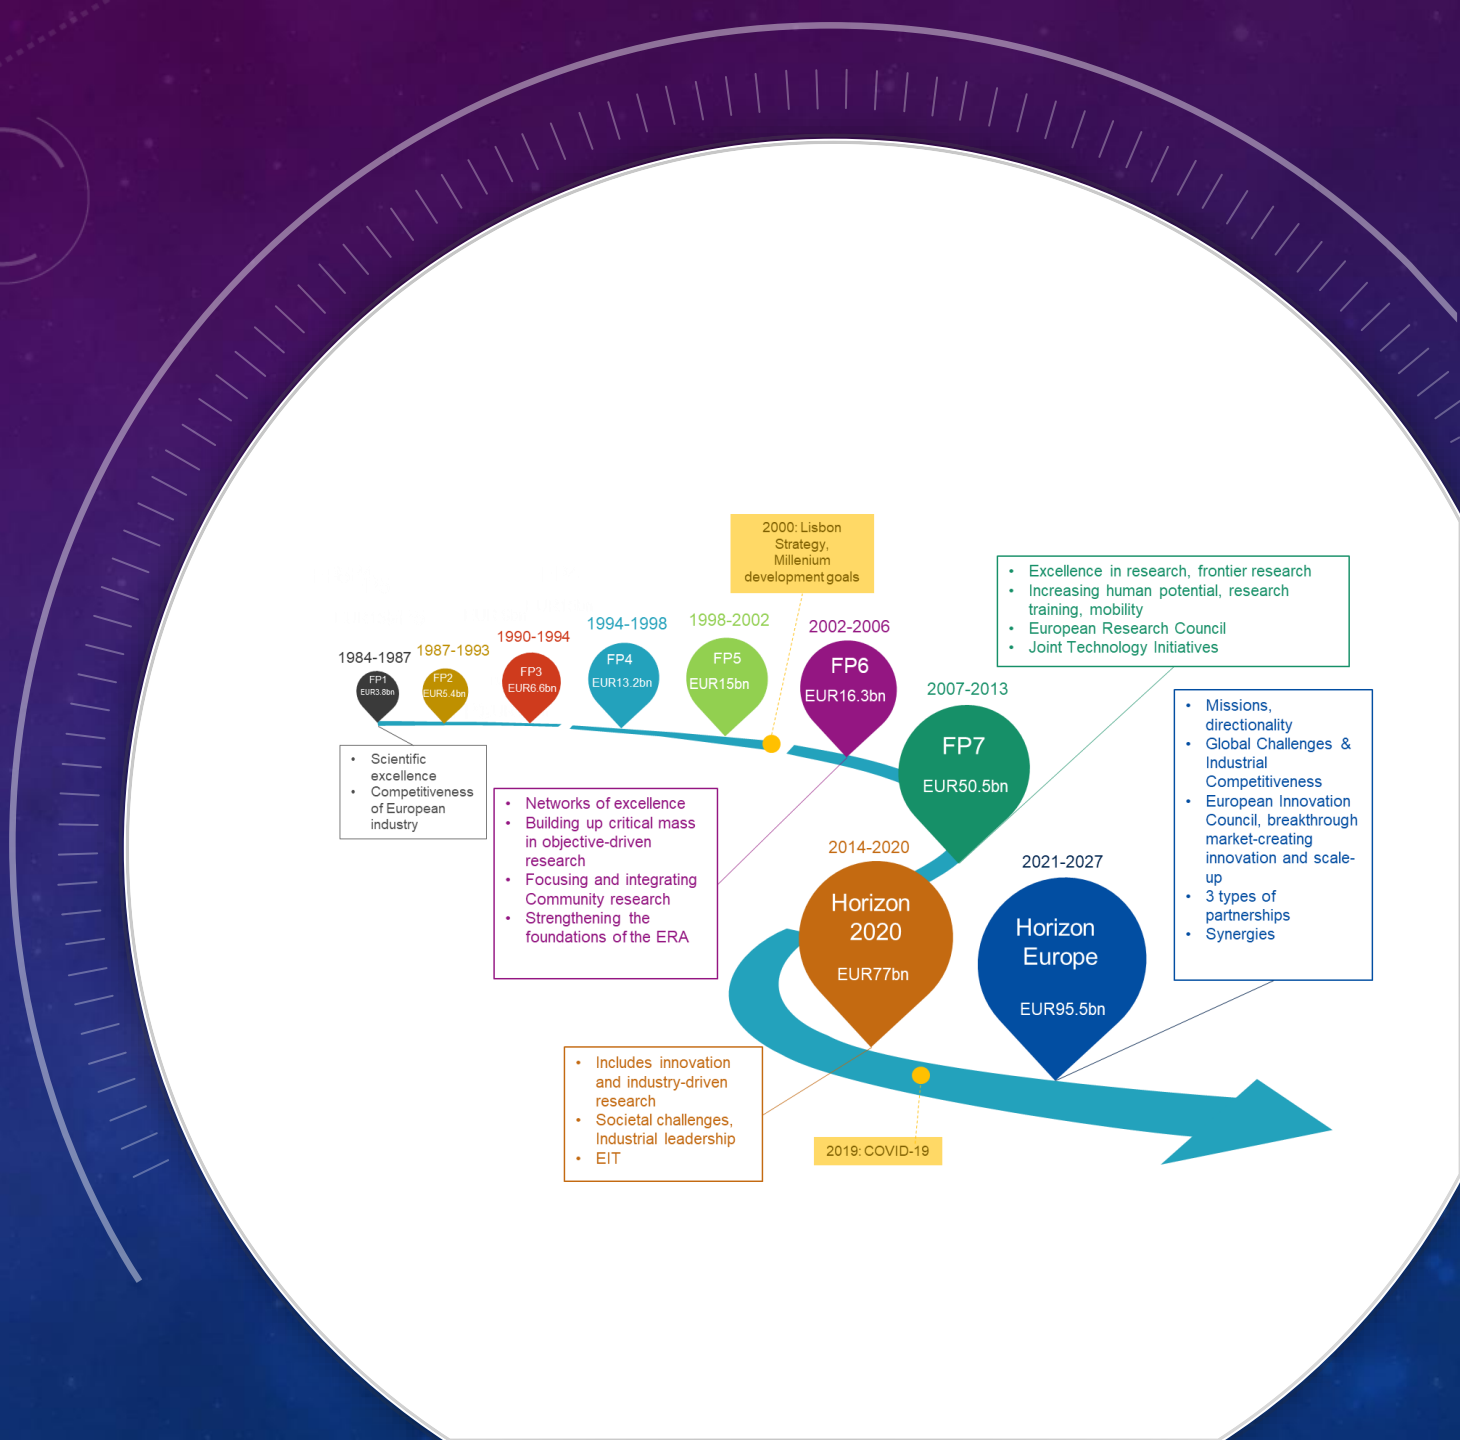 2000: Lisbon
Strategy,
Millenium
development goals
1984-1987
FP1
EUR3.8bn
1987-1993
FP2
EUR5.4bn
1990-1994
FP3
EUR6.6bn
1994-1998
FP4
EUR13.2bn
1998-2002
FP5
EUR15bn
2002-2006
FP6
EUR16.3bn
2007-2013
FP7
EUR50.5bn
• Excellence in research, frontier research
• Increasing human potential, research
training, mobility
• European Research Council
• Joint Technology Initiatives
• Scientific
excellence
• Competitiveness
of European
industry
• Networks of excellence
• Building up critical mass
in objective-driven
research
• Focusing and integrating
Community research
• Strengthening the
foundations of the ERA
• Missions,
directionality
• Global Challenges &
Industrial
Competitiveness
• European Innovation
Council, breakthrough
market-creating
innovation and scale-
up
• 3 types of
partnerships
• Synergies
2014-2020
Horizon
2020
EUR77bn
2021-2027
Horizon
Europe
EUR95.5bn
• Includes innovation
and industry-driven
research
• Societal challenges,
Industrial leadership
• EIT
2019: COVID-19